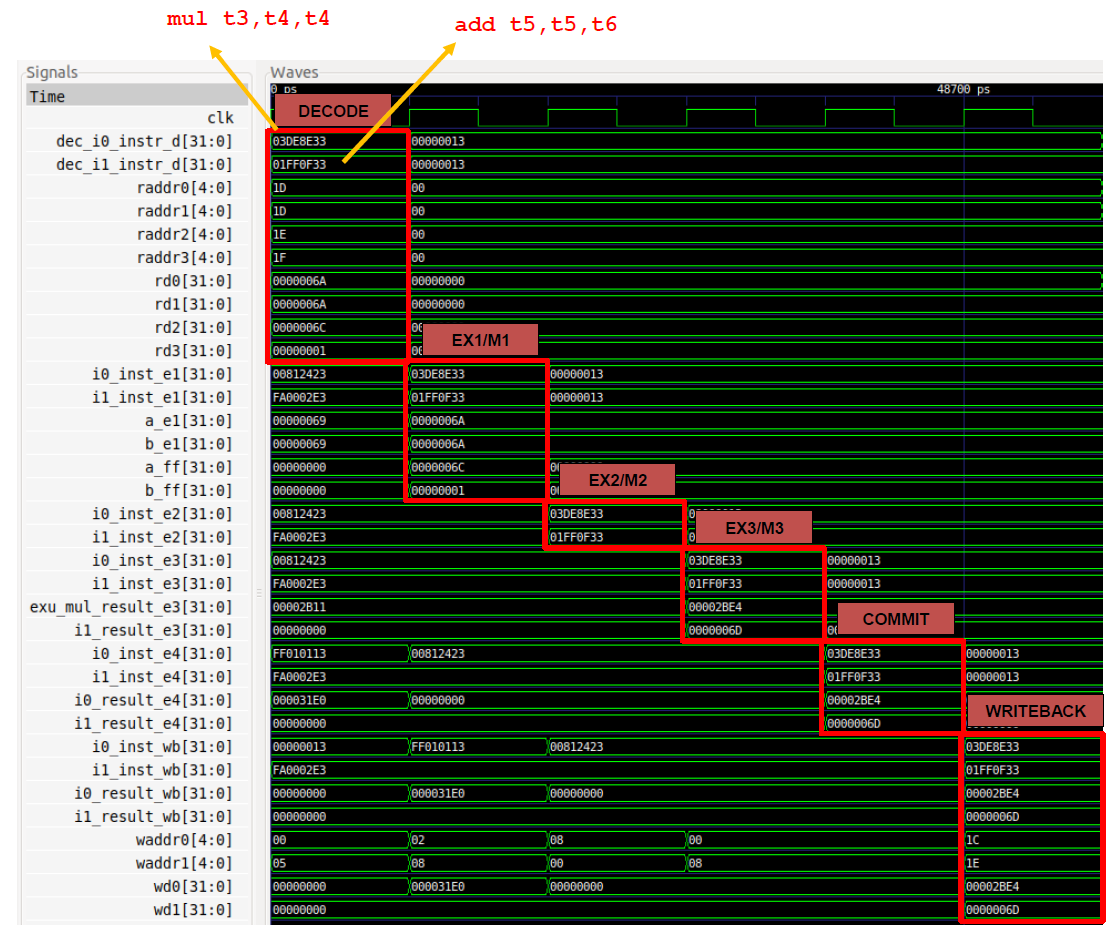 mul t3,t4,t4
add t5,t5,t6
Signals
Waves
Time
0 ps
48700 ps
DECODE
clk
dec_i0_instr_d[31:0] 03DE8E33 00000013
dec_i1_instr_d[31:0] 01FF0F33 00000013
raddr0[4:0] 1D 00
raddr1[4:0] 1D 00
raddr2[4:0] 1E 00
raddr3[4:0] 1F 00
rd0[31:0] 0000006A 00000000
rd1[31:0] 0000006A 00000000
rd2[31:0] 0000006C 00
EX1/M1
rd3[31:0] 00000001 00
i0_inst_e1[31:0] 00812423 03DE8E33 00000013
i1_inst_e1[31:0] FA0002E3 01FF0F33 00000013
a_e1[31:0] 00000069 0000006A
b_e1[31:0] 00000069 0000006A
a_ff[31:0] 00000000 0000006C
EX2/M2
b_ff[31:0] 00000000 00000001
i0_inst_e2[31:0] 00812423 03DE8E33
EX3/M3
i1_inst_e2[31:0] FA0002E3 01FF0F33
i0_inst_e3[31:0] 00812423 03DE8E33 00000013
i1_inst_e3[31:0] FA0002E3 01FF0F33 00000013
exu_mul_result_e3[31:0] 00002B11 00002BE4
COMMIT
i1_result_e3[31:0] 00000000 0000006D
i0_inst_e4[31:0] FF010113 00812423 03DE8E33 00000013
i1_inst_e4[31:0] FA0002E3 01FF0F33 00000013
i0_result_e4[31:0] 000031E0 00000000 00002BE4
WRITEBACK
i1_result_e4[31:0] 00000000 0000006D
i0_inst_wb[31:0] 00000013 FF010113 00812423 03DE8E33
i1_inst_wb[31:0] FA0002E3 01FF0F33
i0_result_wb[31:0] 00000000 000031E0 00000000 00002BE4
i1_result_wb[31:0] 00000000 0000006D
waddr0[4:0] 00 02 08 00 1C
waddr1[4:0] 05 08 00 08 1E
wd0[31:0] 00000000 000031E0 00000000 00002BE4
wd1[31:0] 00000000 0000006D